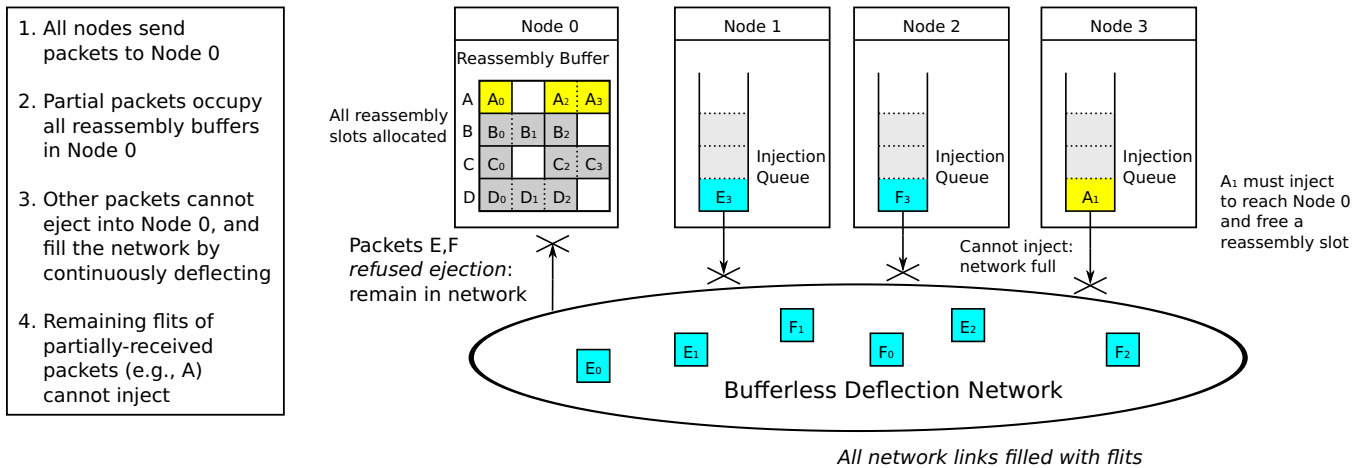 1. All nodes send
packets to Node 0
2. Partial packets occupy
all reassembly buffers
in Node 0
3. Other packets cannot
eject into Node 0, and
fill the network by
continuously deflecting
4. Remaining flits of
partially-received
packets (e.g., A)
cannot inject
Node 0
Reassembly Buffer
All reassembly
slots allocated
A A₀ A₂ A₃
B B₀ B₁ B₂
C C₀ C₂ C₃
D D₀ D₁ D₂
Packets E,F
refused ejection:
remain in network
Node 1
Injection
Queue
E₃
Node 2
Injection
Queue
F₃
Node 3
Injection
Queue
A₁
Cannot inject:
network full
A₁ must inject
to reach Node 0
and free a
reassembly slot
E₀ E₁ F₁ F₀ E₂ F₂
Bufferless Deflection Network
All network links filled with flits